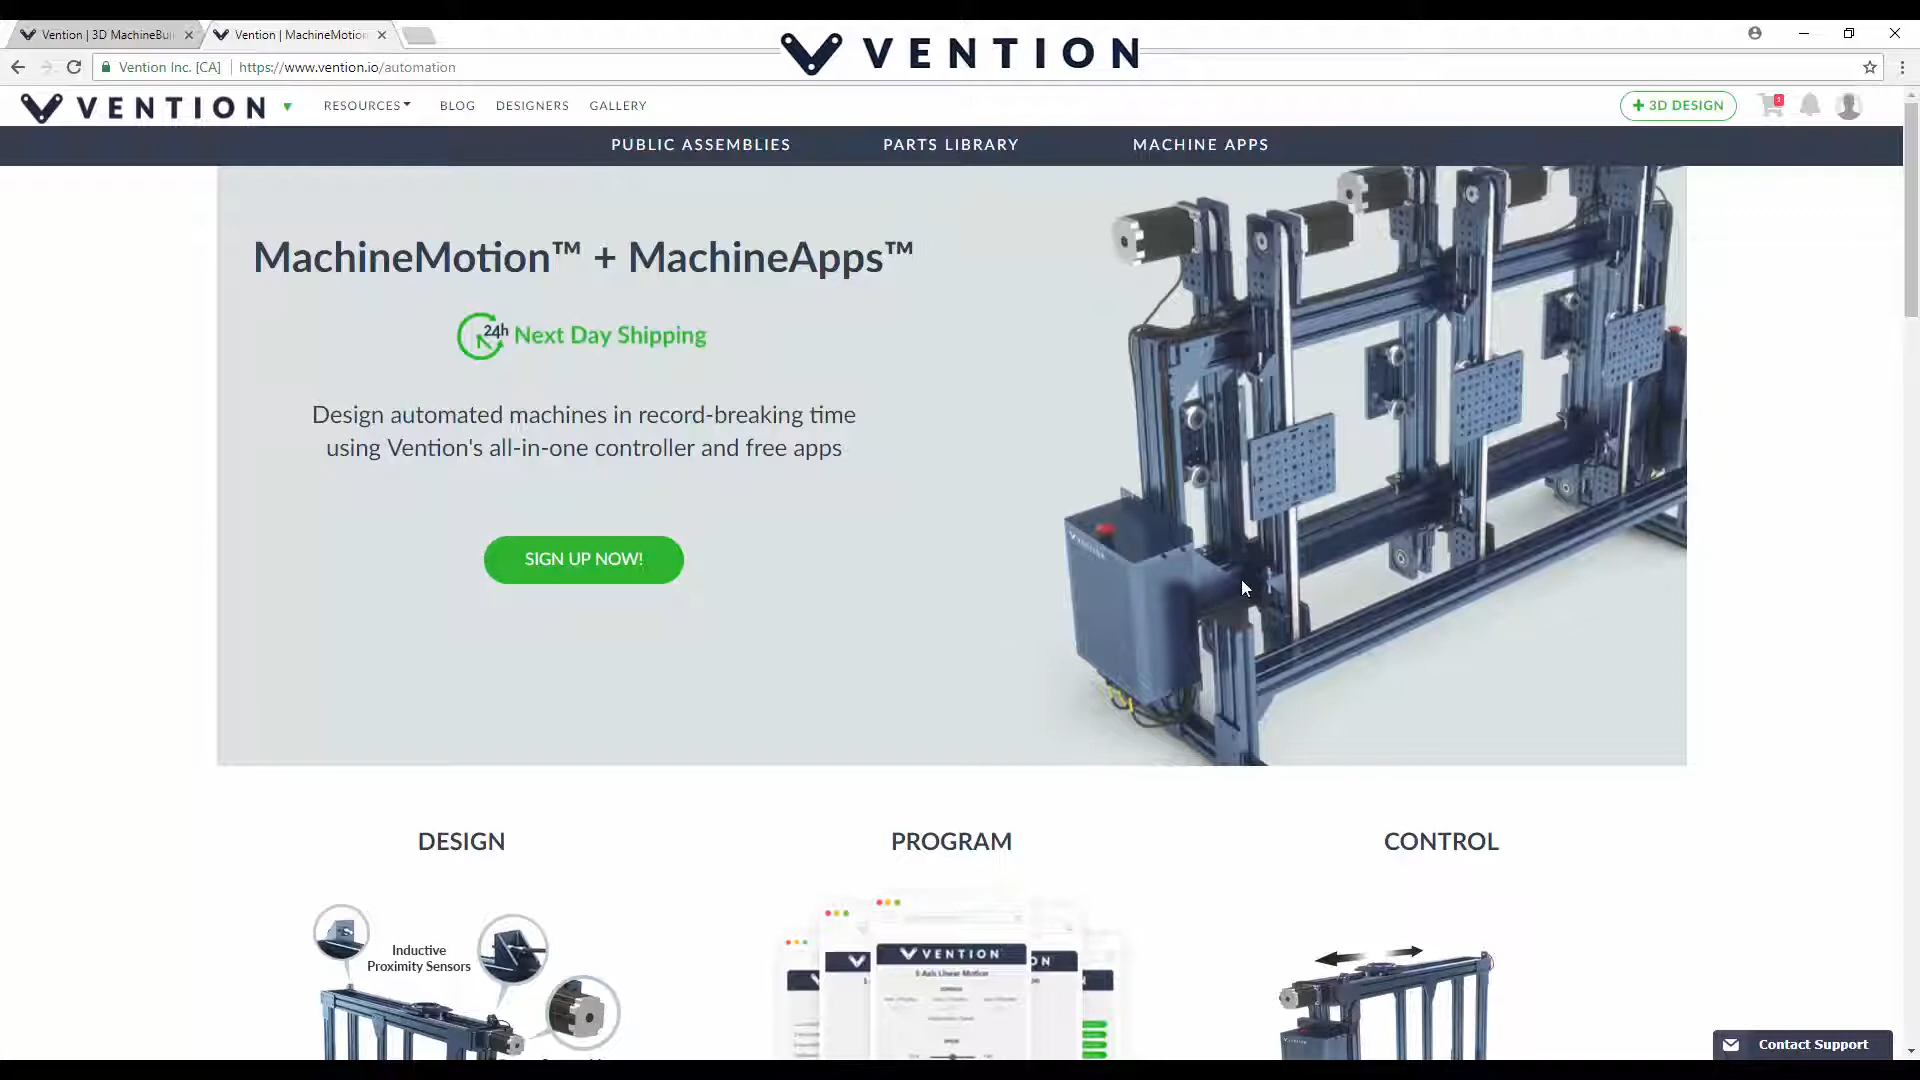 Vention | 3D MachineBui
Vention | MachineMotion
VENTION
Vention Inc. [CA]
https://www.vention.io/automation
VENTION
RESOURCES
BLOG
DESIGNERS
GALLERY
+ 3D DESIGN
1
PUBLIC ASSEMBLIES
PARTS LIBRARY
MACHINE APPS
MachineMotion™ + MachineApps™
24h Next Day Shipping
Design automated machines in record-breaking time
using Vention's all-in-one controller and free apps
SIGN UP NOW!
DESIGN
PROGRAM
CONTROL
Inductive
Proximity Sensors
VENTION
Contact Support